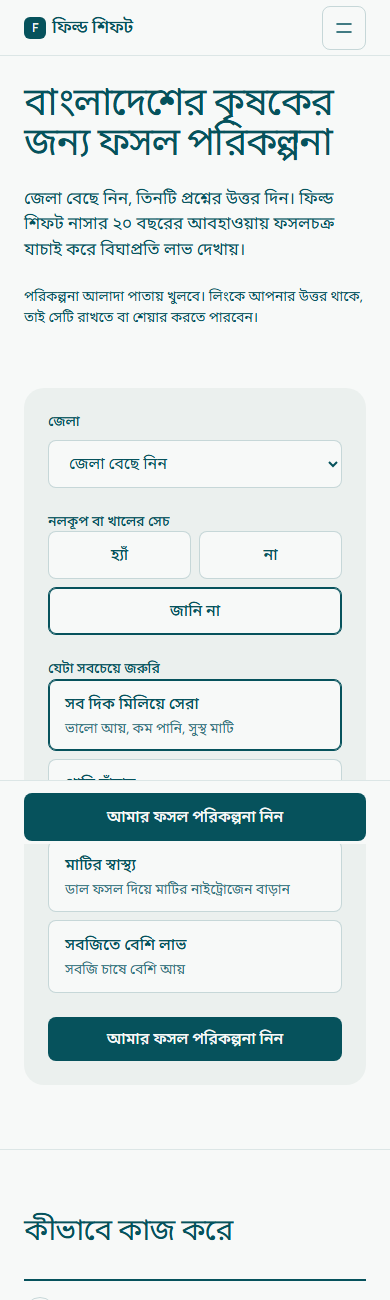 F ফিল্ড শিফট
বাংলাদেশের কৃষকের
জন্য ফসল পরিকল্পনা
জেলা বেছে নিন, তিনটি প্রশ্নের উত্তর দিন। ফিল্ড
শিফট নাসার ২০ বছরের আবহাওয়ায় ফসলচক্র
যাচাই করে বিঘাপ্রতি লাভ দেখায়।
পরিকল্পনা আলাদা পাতায় খুলবে। লিংকে আপনার উত্তর থাকে,
তাই সেটি রাখতে বা শেয়ার করতে পারবেন।
জেলা
জেলা বেছে নিন
নলকূপ বা খালের সেচ
হ্যাঁ
না
জানি না
যেটা সবচেয়ে জরুরি
সব দিক মিলিয়ে সেরা
ভালো আয়, কম পানি, সুস্থ মাটি
আমার ফসল পরিকল্পনা নিন
মাটির স্বাস্থ্য
ডাল ফসল দিয়ে মাটির নাইট্রোজেন বাড়ান
সবজিতে বেশি লাভ
সবজি চাষে বেশি আয়
আমার ফসল পরিকল্পনা নিন
কীভাবে কাজ করে